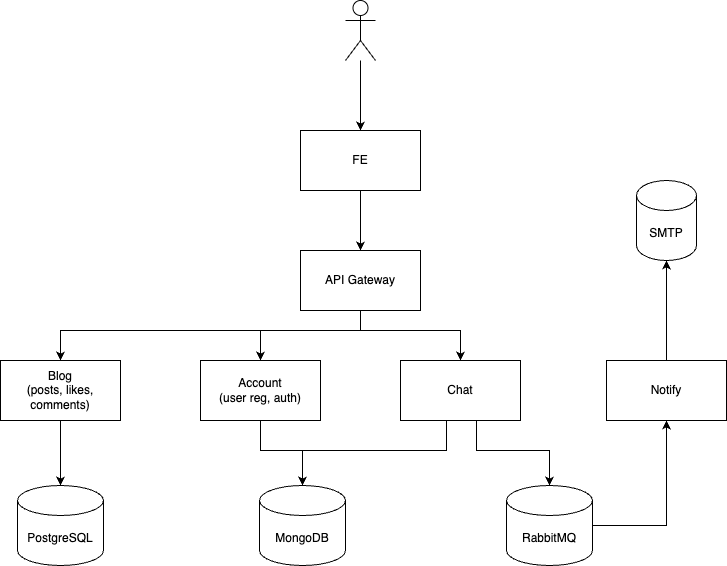 FE
SMTP
API Gateway
Blog
(posts, likes,
comments)
Account
(user reg, auth)
Chat
Notify
PostgreSQL
MongoDB
RabbitMQ